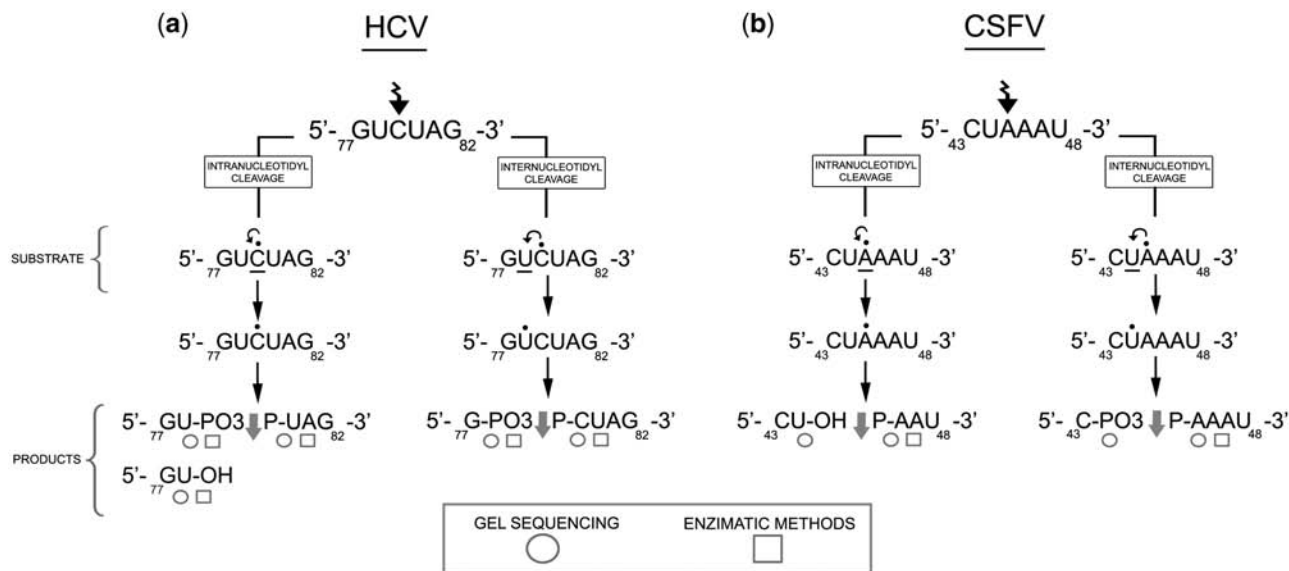 (a) HCV (b) CSFV
5'- 77GUCUAG82 -3' 5'- 43CUAAAU48 -3'
INTRANUCLEOTIDYL CLEAVAGE INTERNUCLEOTIDYL CLEAVAGE INTRANUCLEOTIDYL CLEAVAGE INTERNUCLEOTIDYL CLEAVAGE
SUBSTRATE 5'- 77GUCUAG82 -3' 5'- 77GUCUAG82 -3' 5'- 43CUAAAU48 -3' 5'- 43CUAAAU48 -3'
5'- 77GUCUAG82 -3' 5'- 77GUCUAG82 -3' 5'- 43CUAAAU48 -3' 5'- 43CUAAAU48 -3'
5'- 77GU-PO3 P-UAG82 -3' 5'- 77G-PO3 P-CUAG82 -3' 5'- 43CU-OH P-AAU48 -3' 5'- 43C-PO3 P-AAAU48 -3'
PRODUCTS
5'- 77GU-OH
GEL SEQUENCING ENZIMATIC METHODS